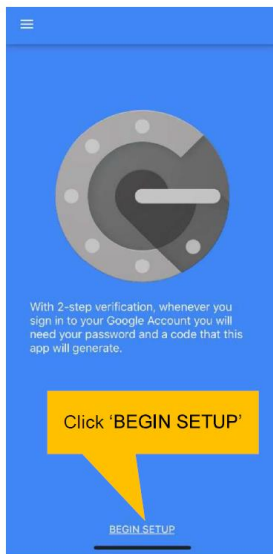 With 2-step verification, whenever you
sign in to your Google Account you will
need your password and a code that this
app will generate.
Click ‘BEGIN SETUP’
BEGIN SETUP